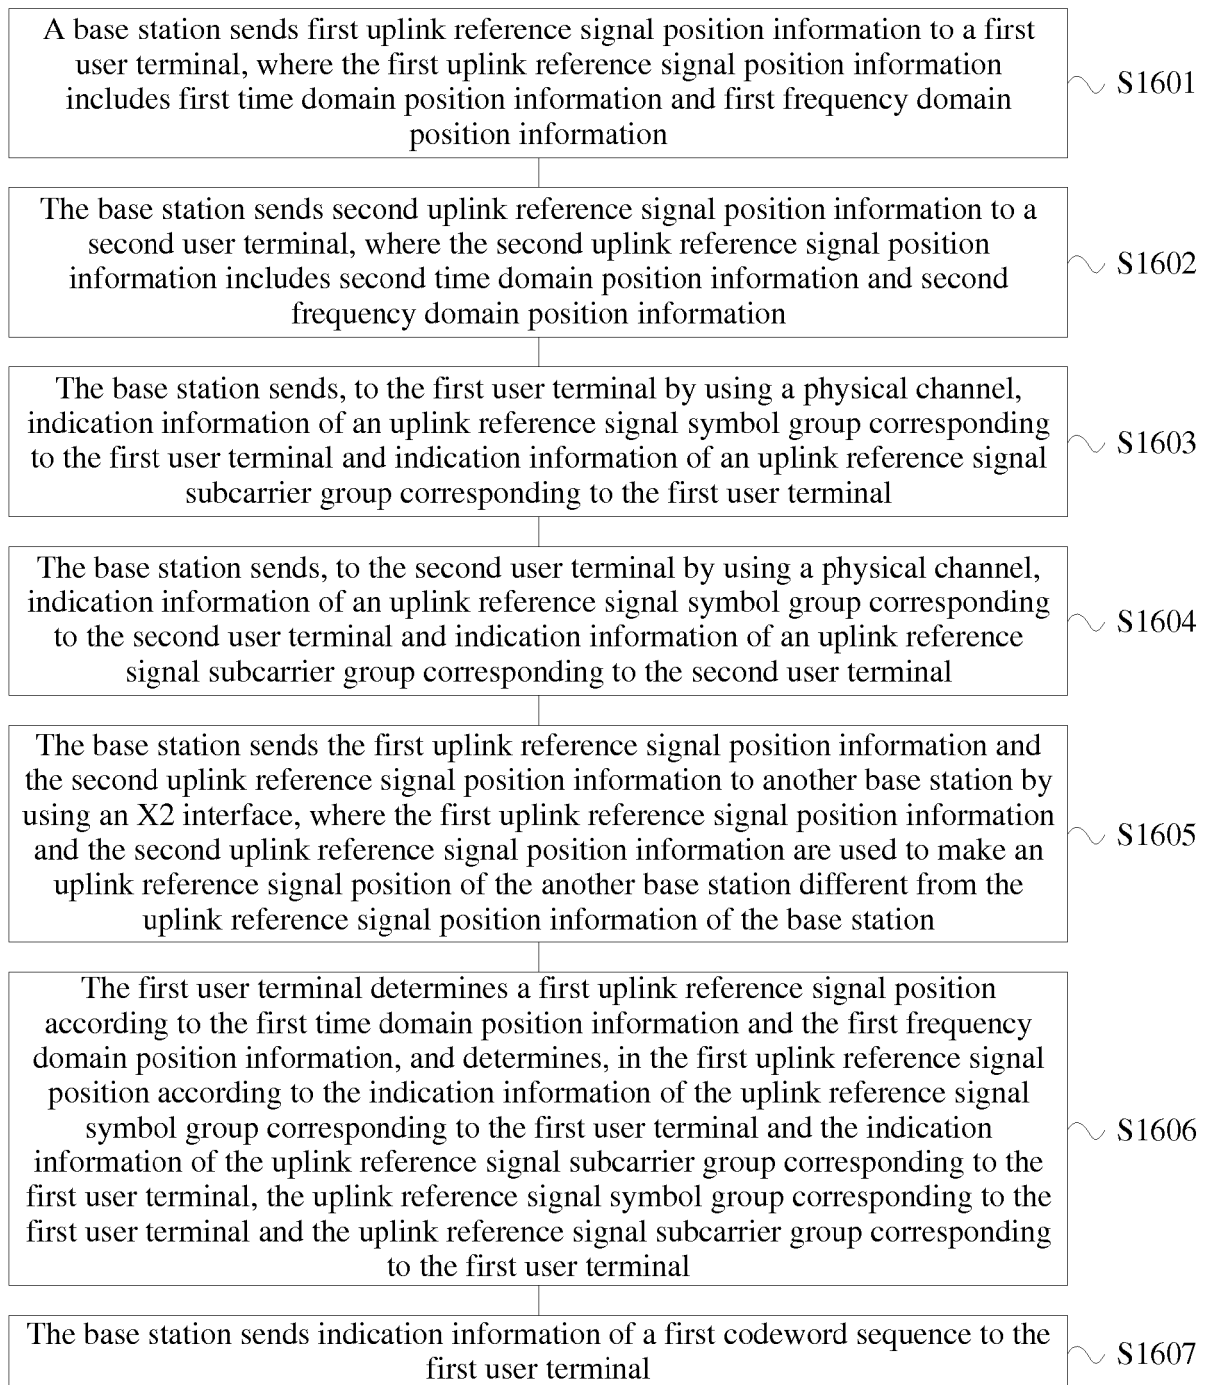 A base station sends first uplink reference signal position information to a first
user terminal, where the first uplink reference signal position information
includes first time domain position information and first frequency domain
position information
S1601
The base station sends second uplink reference signal position information to a
second user terminal, where the second uplink reference signal position
information includes second time domain position information and second
frequency domain position information
S1602
The base station sends, to the first user terminal by using a physical channel,
indication information of an uplink reference signal symbol group corresponding
to the first user terminal and indication information of an uplink reference signal
subcarrier group corresponding to the first user terminal
S1603
The base station sends, to the second user terminal by using a physical channel,
indication information of an uplink reference signal symbol group corresponding
to the second user terminal and indication information of an uplink reference
signal subcarrier group corresponding to the second user terminal
S1604
The base station sends the first uplink reference signal position information and
the second uplink reference signal position information to another base station by
using an X2 interface, where the first uplink reference signal position information
and the second uplink reference signal position information are used to make an
uplink reference signal position of the another base station different from the
uplink reference signal position information of the base station
S1605
The first user terminal determines a first uplink reference signal position
according to the first time domain position information and the first frequency
domain position information, and determines, in the first uplink reference signal
position according to the indication information of the uplink reference signal
symbol group corresponding to the first user terminal and the indication
information of the uplink reference signal subcarrier group corresponding to the
first user terminal, the uplink reference signal symbol group corresponding to the
first user terminal and the uplink reference signal subcarrier group corresponding
to the first user terminal
S1606
The base station sends indication information of a first codeword sequence to the
first user terminal
S1607